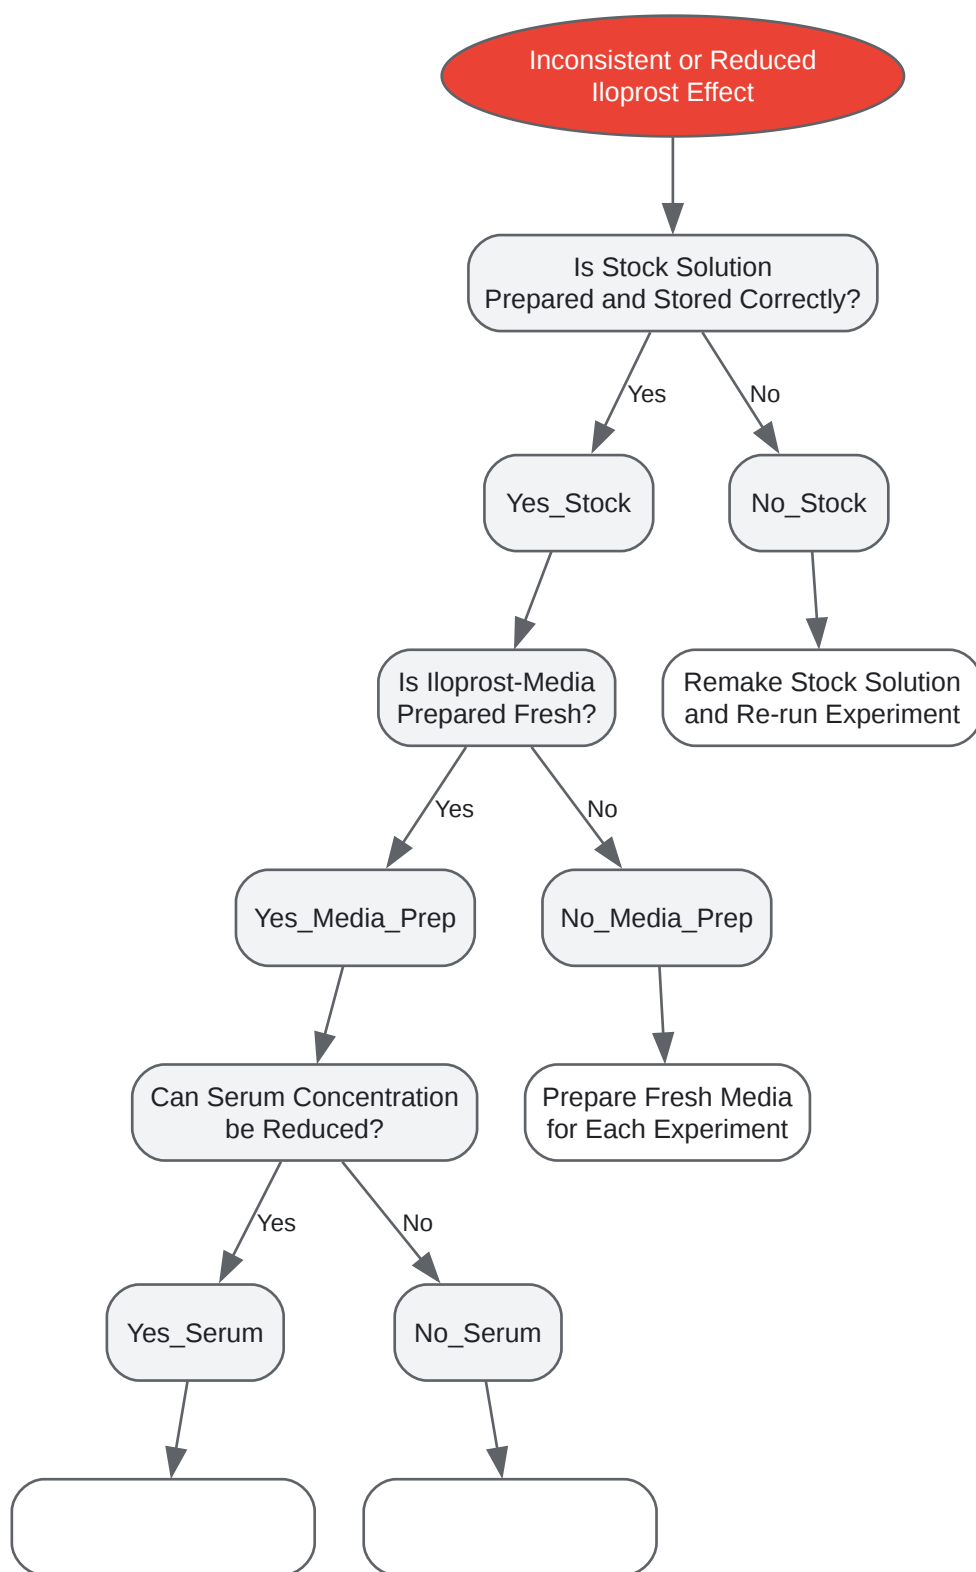 Inconsistent or Reduced
Iloprost Effect
Is Stock Solution
Prepared and Stored Correctly?
Yes
No
Yes_Stock
No_Stock
Is Iloprost-Media
Prepared Fresh?
Remake Stock Solution
and Re-run Experiment
Yes
No
Yes_Media_Prep
No_Media_Prep
Can Serum Concentration
be Reduced?
Prepare Fresh Media
for Each Experiment
Yes
No
Yes_Serum
No_Serum